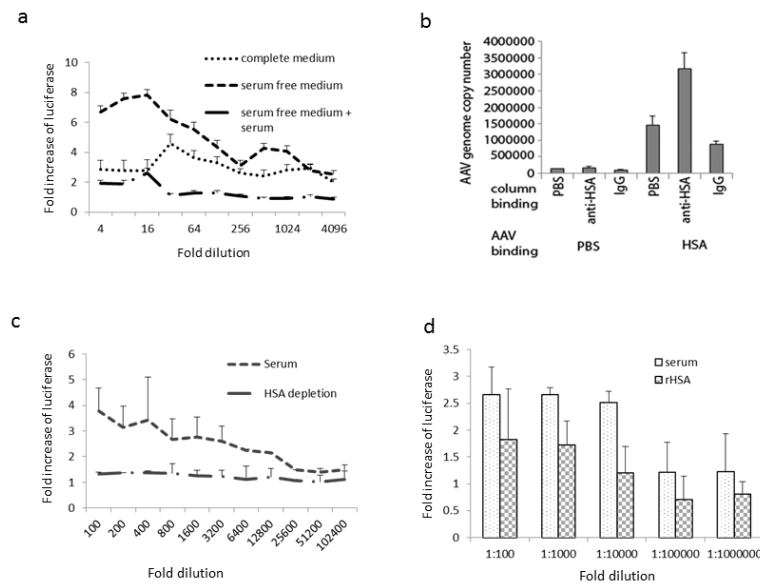 a
complete medium
serum free medium
serum free medium +
serum
Fold increase of luciferase
10
8
6
4
2
0
4 16 64 256 1024 4096
Fold dilution
b
AAV genome copy number
4000000
3500000
3000000
2500000
2000000
1500000
1000000
500000
0
column binding PBS anti-HSA IgG PBS anti-HSA IgG
AAV binding PBS HSA
c
Serum
HSA depletion
Fold increase of luciferase
6
5
4
3
2
1
0
100 200 400 800 1600 3200 6400 12800 25600 51200 102400
Fold dilution
d
serum
rHSA
Fold increase of luciferase
3.5
3
2.5
2
1.5
1
0.5
0
1:100 1:1000 1:10000 1:100000 1:1000000
Fold dilution